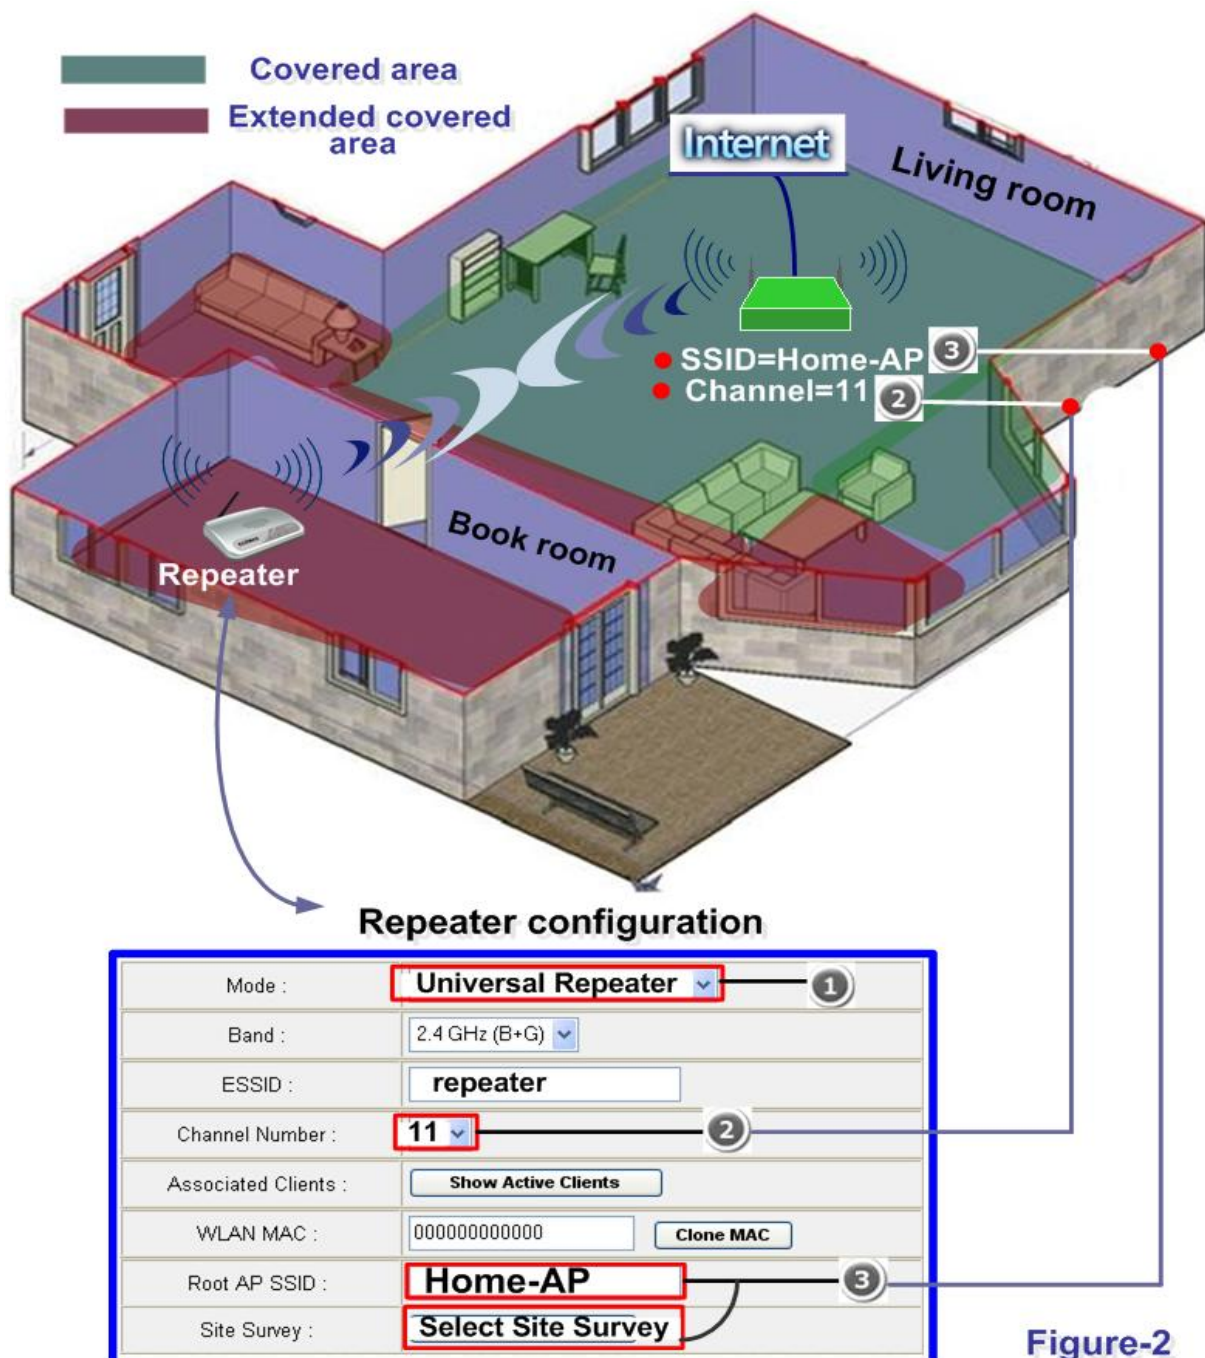 Covered area
Extended covered
area
Internet
Living room
SSID=Home-AP 3
Channel=11 2
Book room
Repeater
Repeater configuration
Mode : Universal Repeater 1
Band : 2.4 GHz (B+G)
ESSID : repeater
Channel Number : 11 2
Associated Clients : Show Active Clients
WLAN MAC : 000000000000 Clone MAC
Root AP SSID : Home-AP 3
Site Survey : Select Site Survey
Figure-2